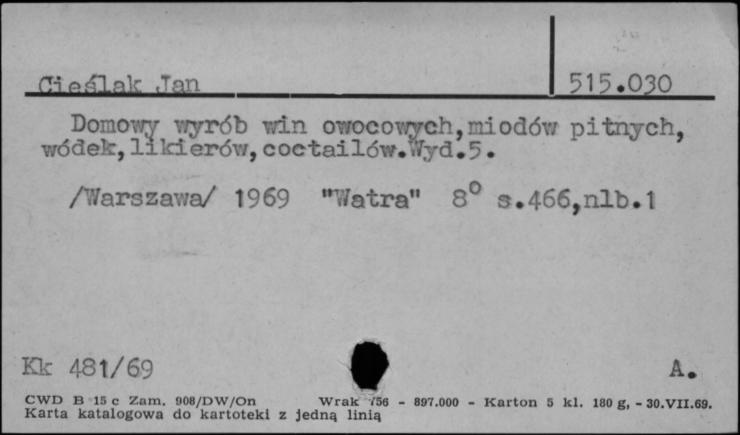 Cieślak Jan 515.030
Domowy wyrób win owocowych,miodów pitnych,
wódek,likierów,coctailów.Wyd.5.
/Warszawa/ 1969 "Watra" 8° s.466,nlb.1
Kk 481/69 A.
CWD B 15 c Zam. 908/DW/On Wrak 756 - 897.000 - Karton 5 kl. 180 g, - 30.VII.69.
Karta katalogowa do kartoteki z jedną linią